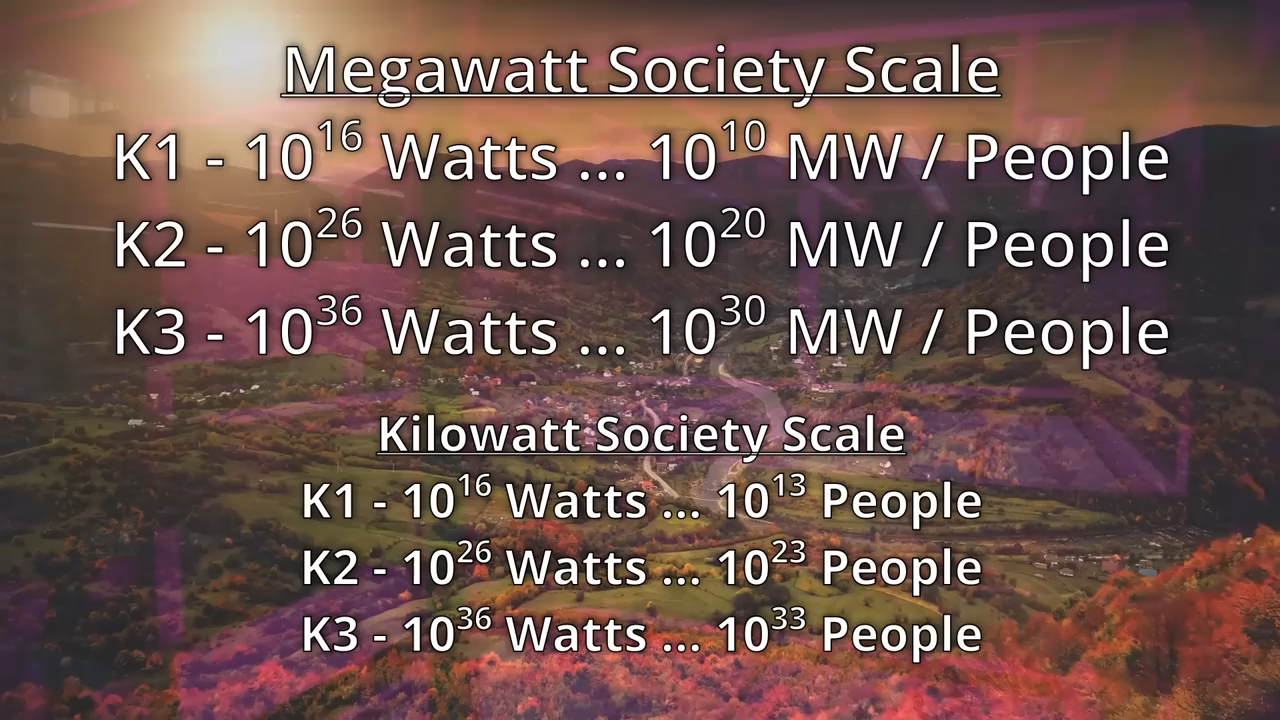 Megawatt Society Scale
K1 - 10¹⁶ Watts ... 10¹⁰ MW / People
K2 - 10²⁶ Watts ... 10²⁰ MW / People
K3 - 10³⁶ Watts ... 10³⁰ MW / People
Kilowatt Society Scale
K1 - 10¹⁶ Watts ... 10¹³ People
K2 - 10²⁶ Watts ... 10²³ People
K3 - 10³⁶ Watts ... 10³³ People